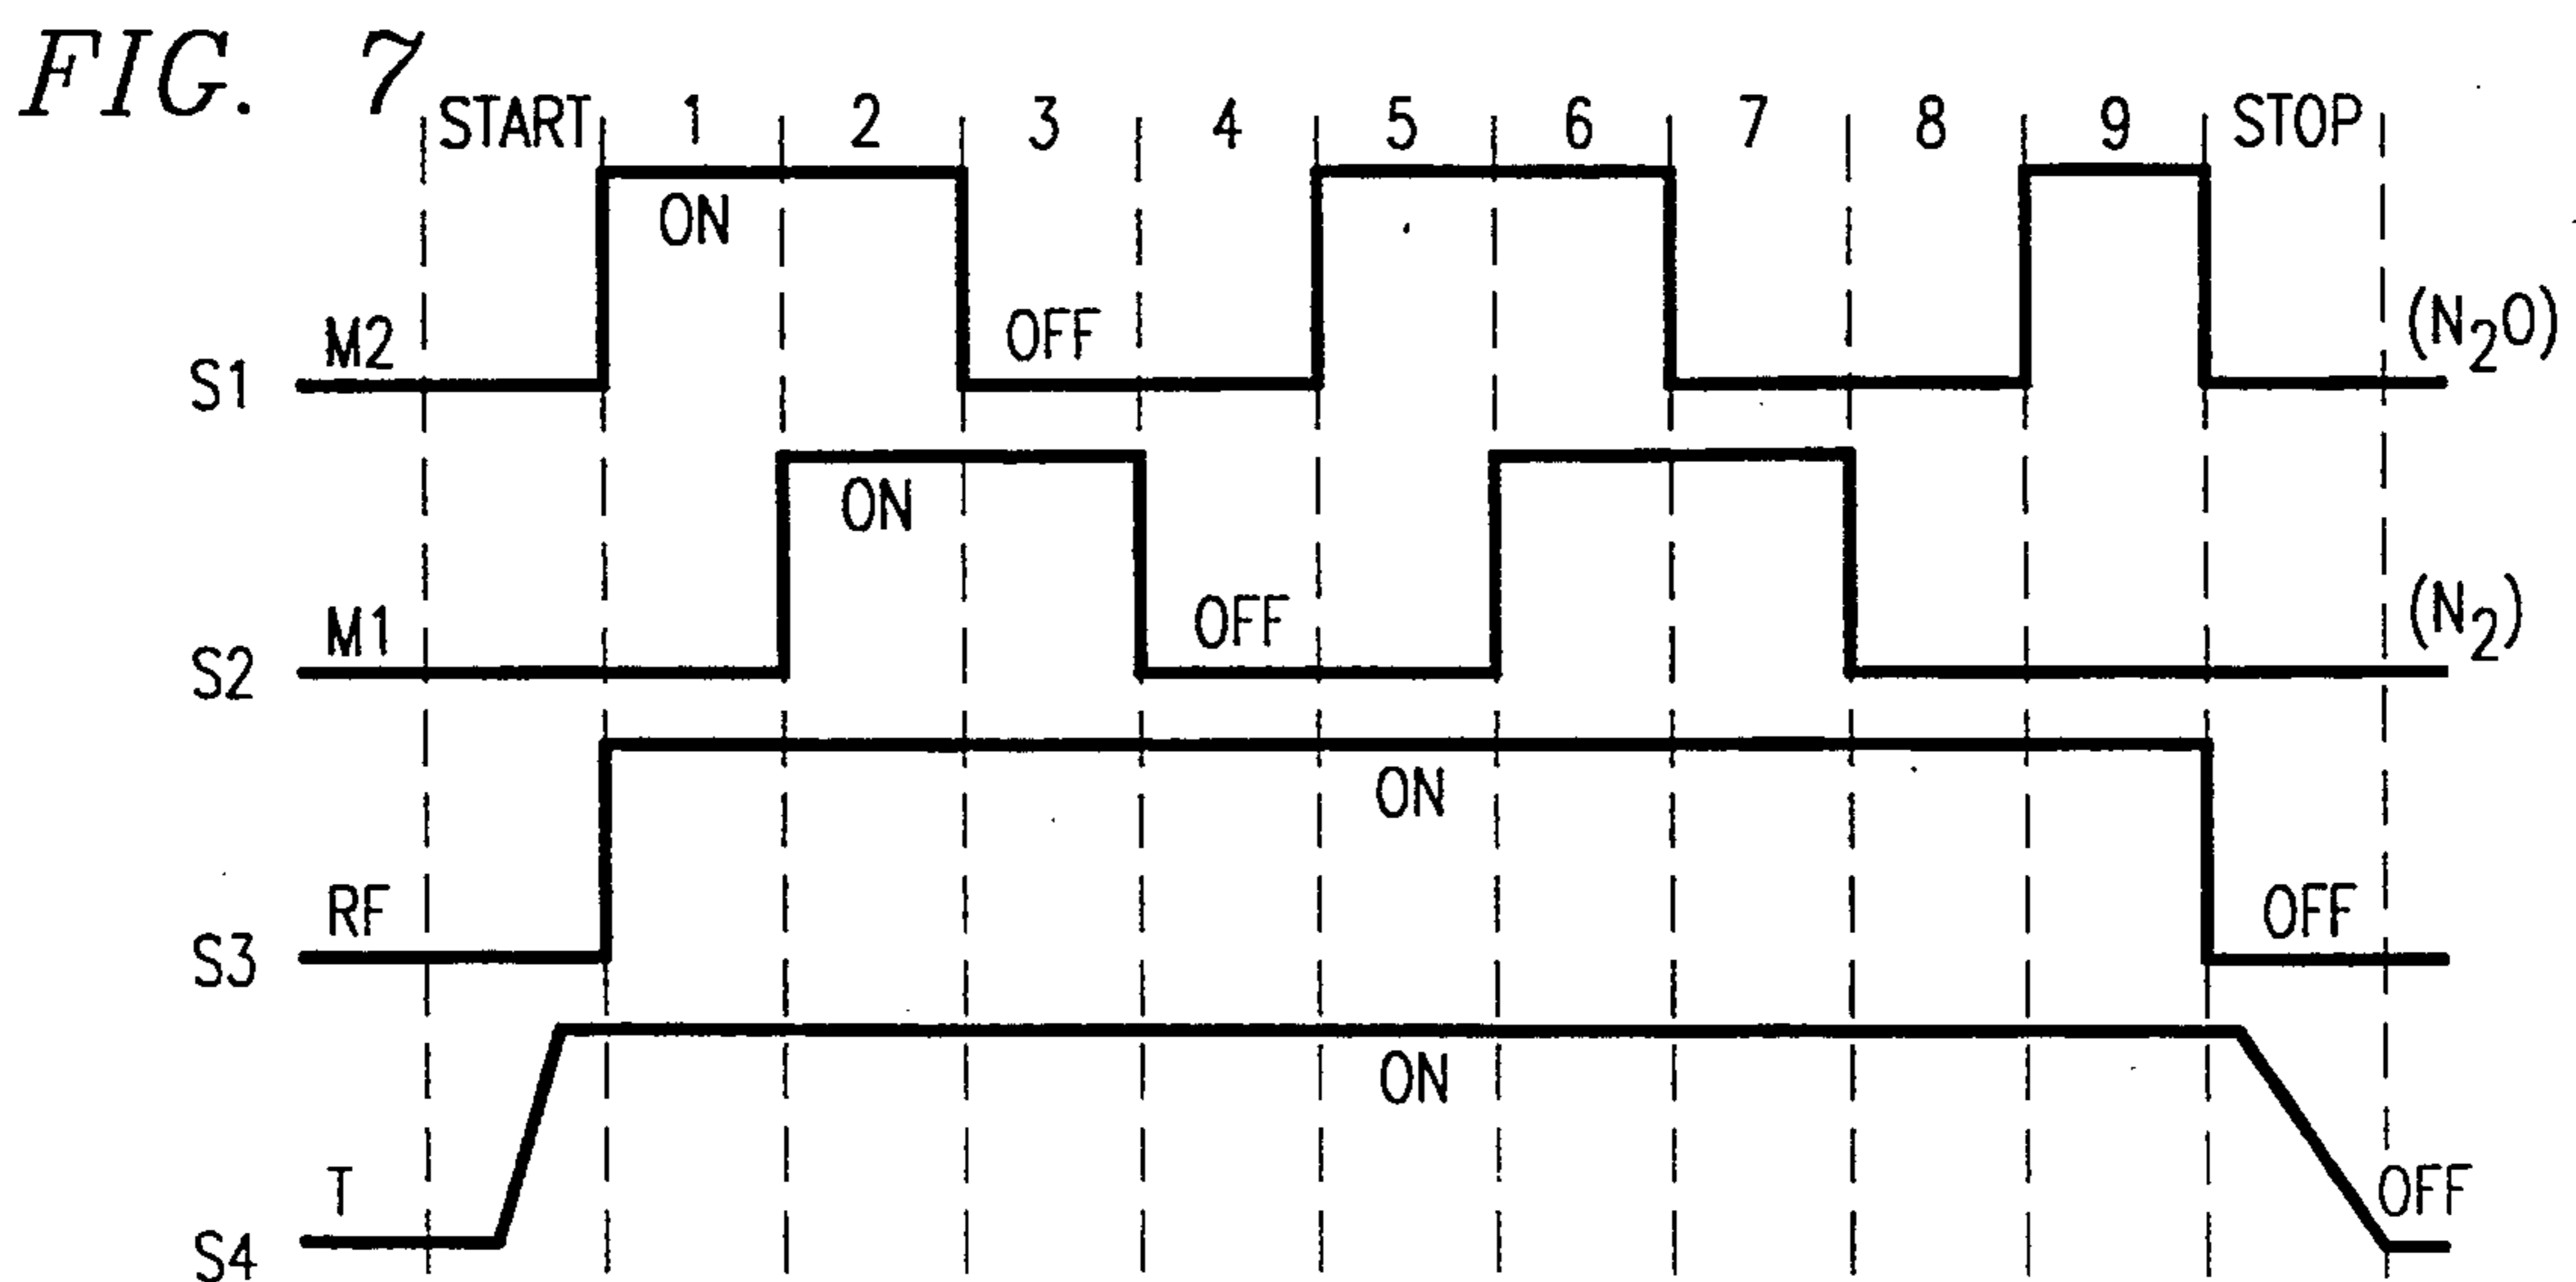 FIG. 7
START 1 2 3 4 5 6 7 8 9 STOP
ON
S1 M2 OFF (N₂O)
ON
S2 M1 OFF (N₂)
ON
S3 RF OFF
ON
S4 T OFF